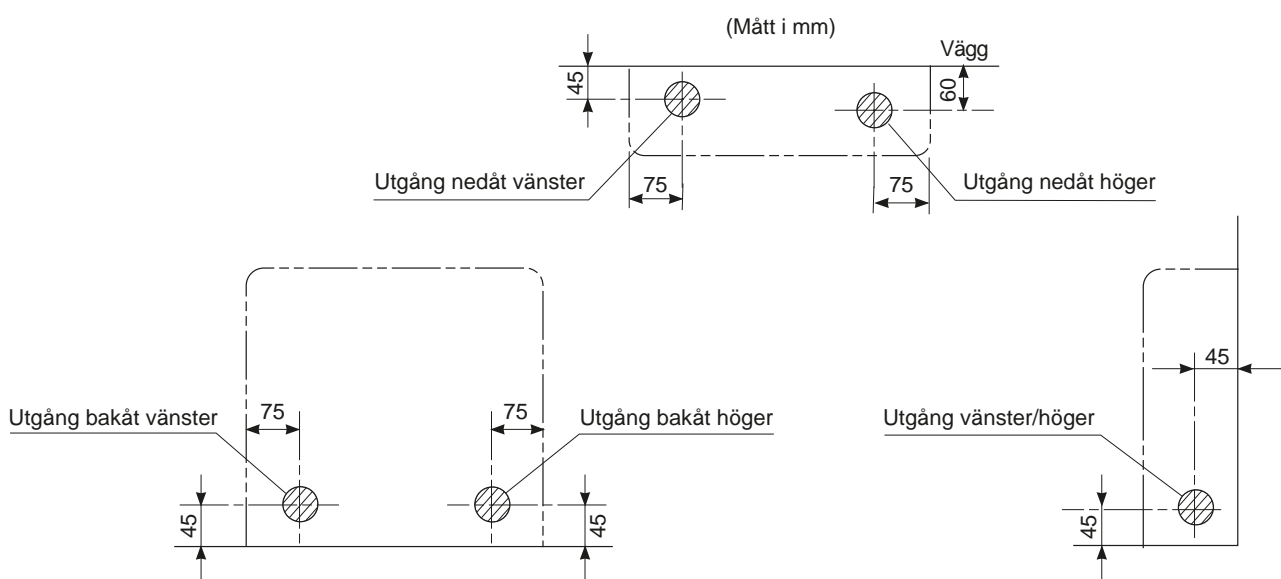 (Mått i mm)
Vägg
45
60
Utgång nedåt vänster
75
75
Utgång nedåt höger
45
Utgång bakåt vänster
75
75
Utgång bakåt höger
Utgång vänster/höger
45
45
45